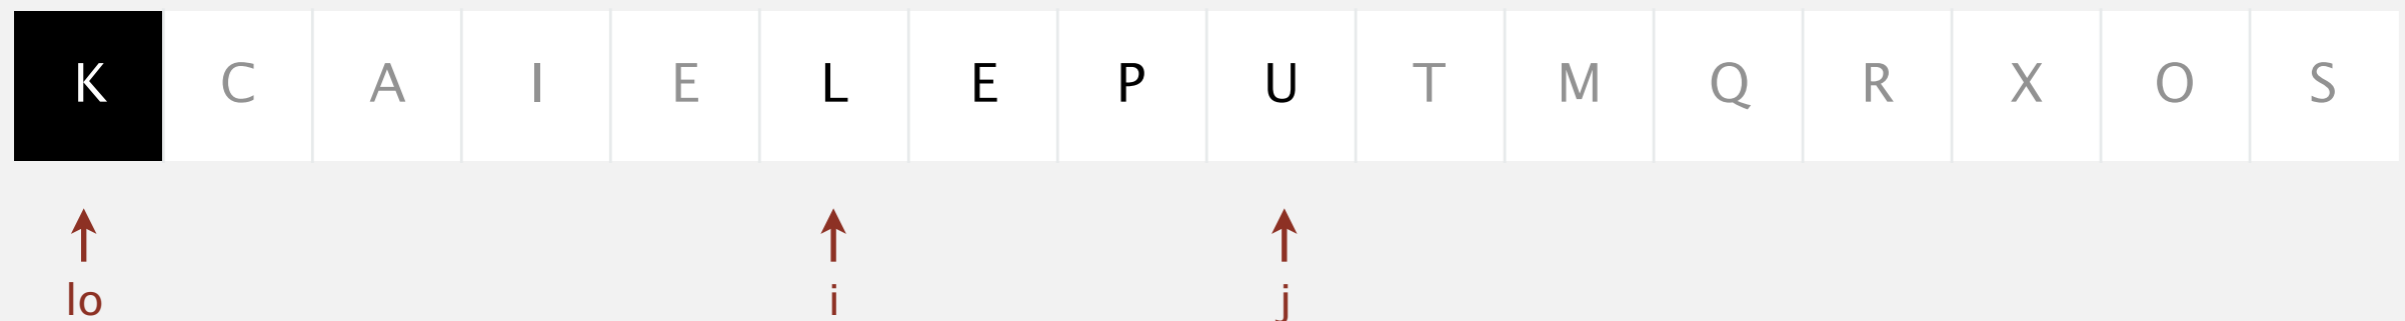 K C A I E L E P U T M Q R X O S
lo i j